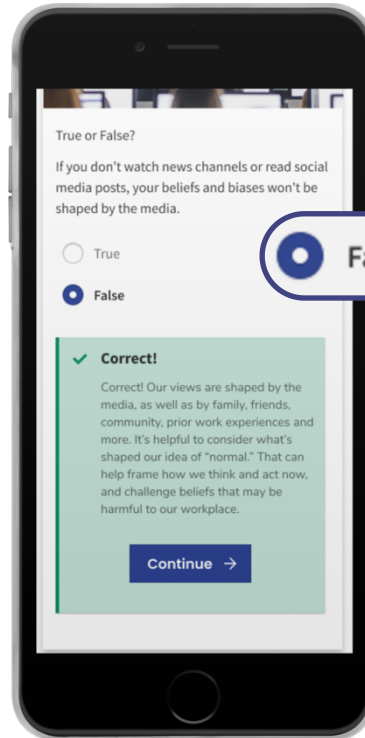 True or False?
If you don't watch news channels or read social
media posts, your beliefs and biases won't be
shaped by the media.
True
False
Correct!
Correct! Our views are shaped by the
media, as well as by family, friends,
community, prior work experiences and
more. It's helpful to consider what's
shaped our idea of “normal.” That can
help frame how we think and act now,
and challenge beliefs that may be
harmful to our workplace.
Continue →